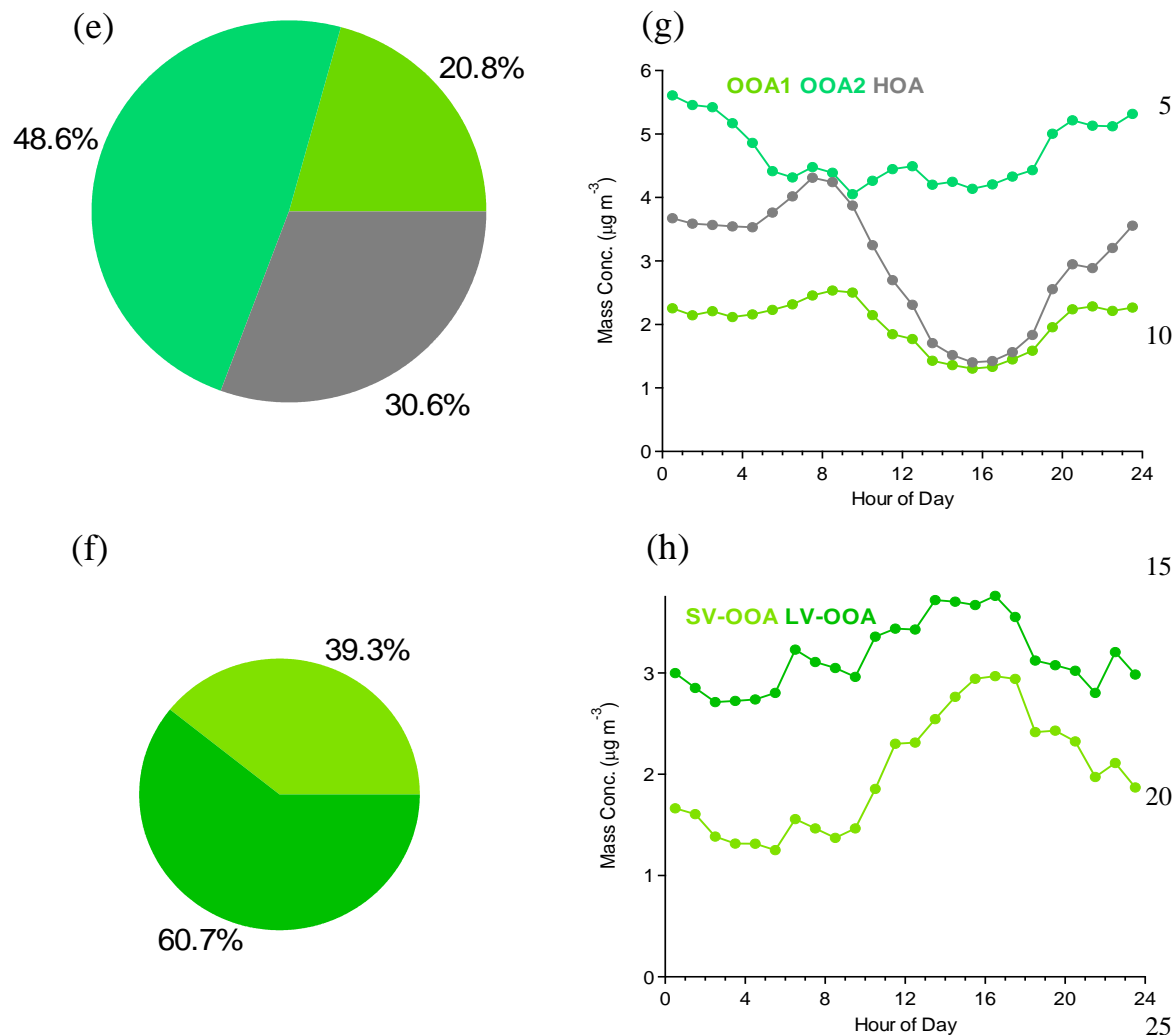 (e)
20.8%
48.6%
30.6%
(g)
OOA1 OOA2 HOA
Mass Conc. (µg m⁻³)
6
5
4
3
2
1
0
0 4 8 12 16 20 24
Hour of Day
(f)
39.3%
60.7%
(h)
SV-OOA LV-OOA
Mass Conc. (µg m⁻³)
3
2
1
0
0 4 8 12 16 20 24
Hour of Day
5
10
15
20
25